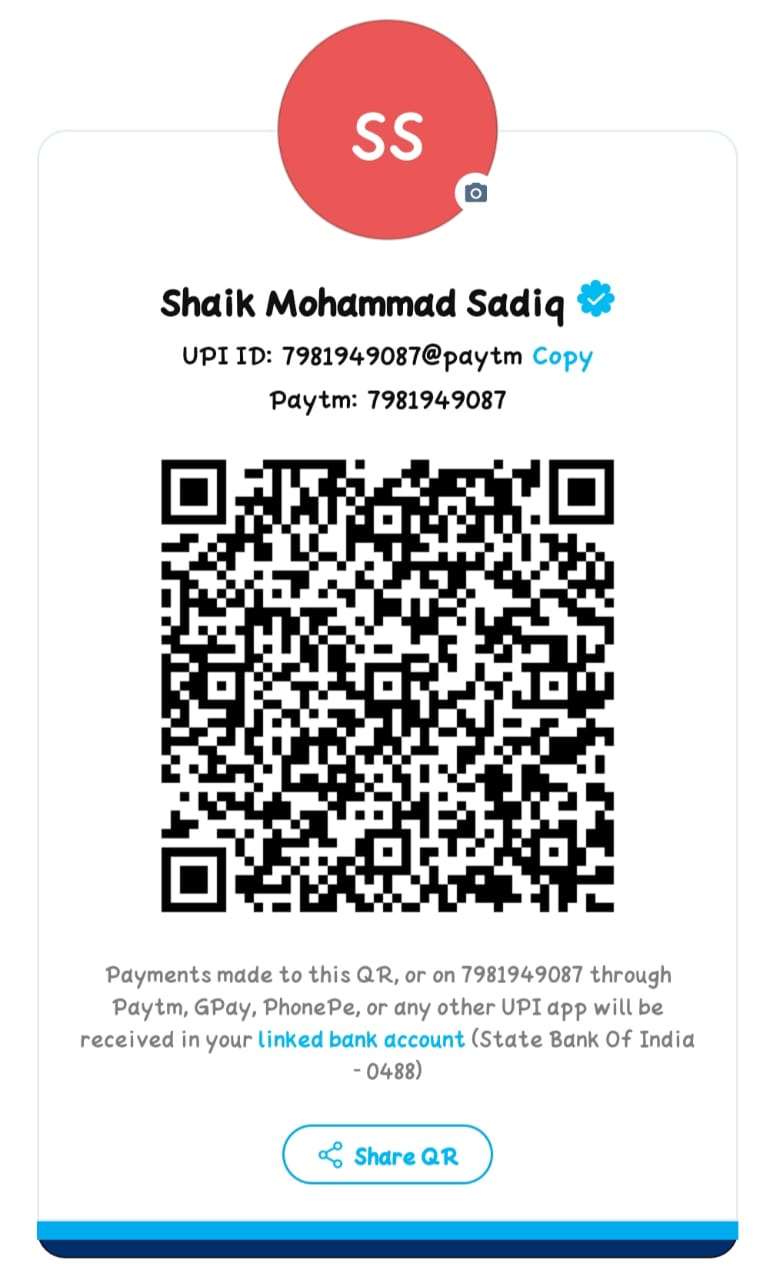 SS
Shaik Mohammad Sadiq
UPI ID: 7981949087@paytm Copy
Paytm: 7981949087
Payments made to this QR, or on 7981949087 through
Paytm, GPay, PhonePe, or any other UPI app will be
received in your linked bank account (State Bank Of India
- 0488)
Share QR